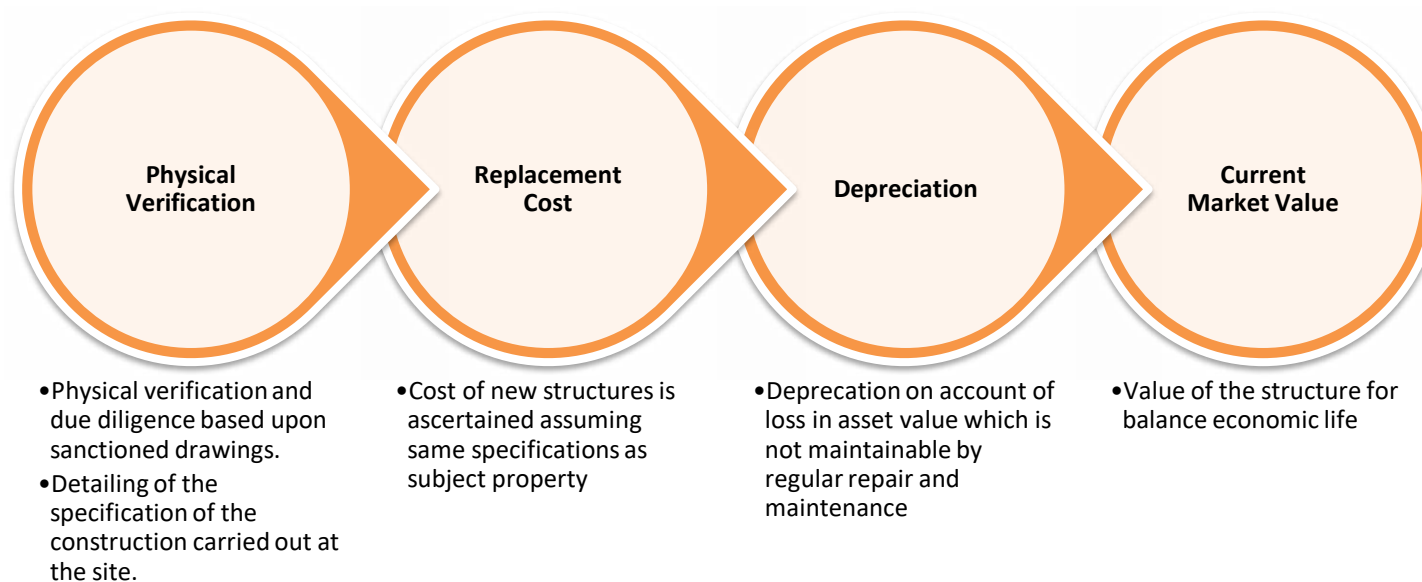 Physical
Verification
Replacement
Cost
Depreciation
Current
Market Value
•Physical verification and
due diligence based upon
sanctioned drawings.
•Detailing of the
specification of the
construction carried out at
the site.
•Cost of new structures is
ascertained assuming
same specifications as
subject property
•Deprecation on account of
loss in asset value which is
not maintainable by
regular repair and
maintenance
•Value of the structure for
balance economic life